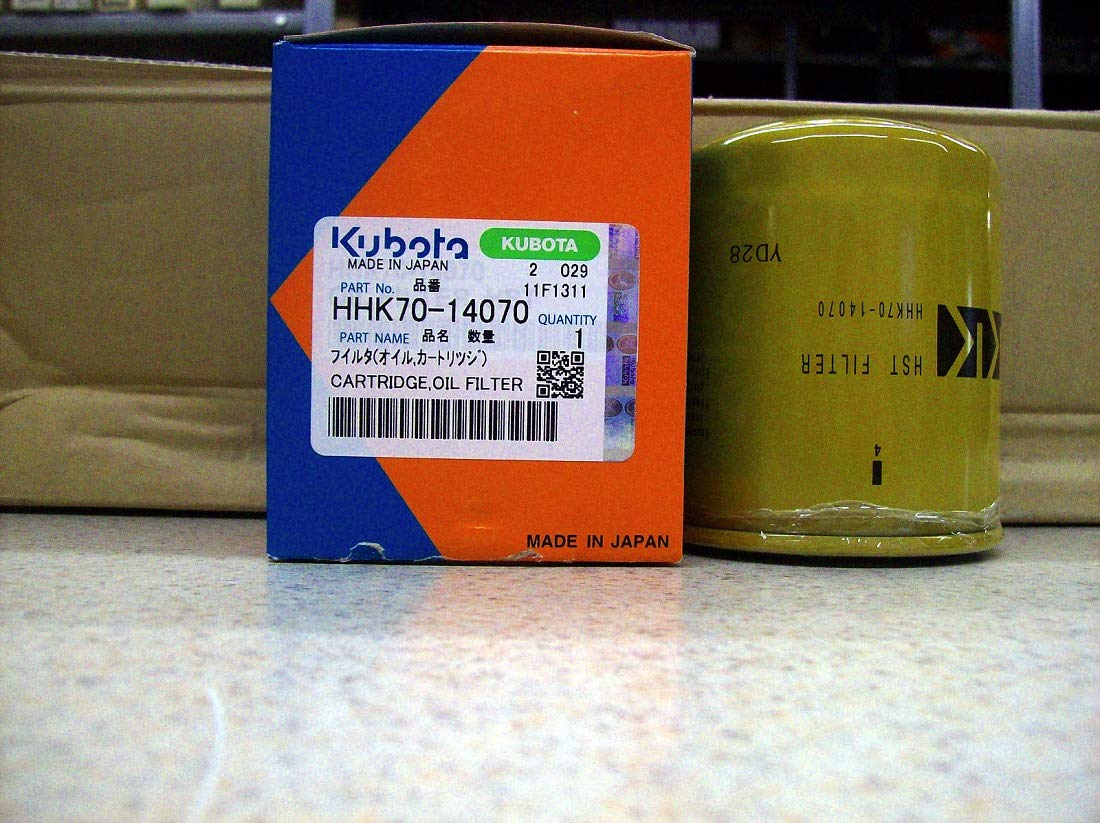 Kubota
KUBOTA
MADE IN JAPAN
2 029
PART No. 品番
11F1311
HHK70-14070
QUANTITY
PART NAME 品名 数量
1
フイルタ(オイル,カートリッジ)
CARTRIDGE,OIL FILTER
MADE IN JAPAN
YD28
HHK70-14070
HST FILTER
4